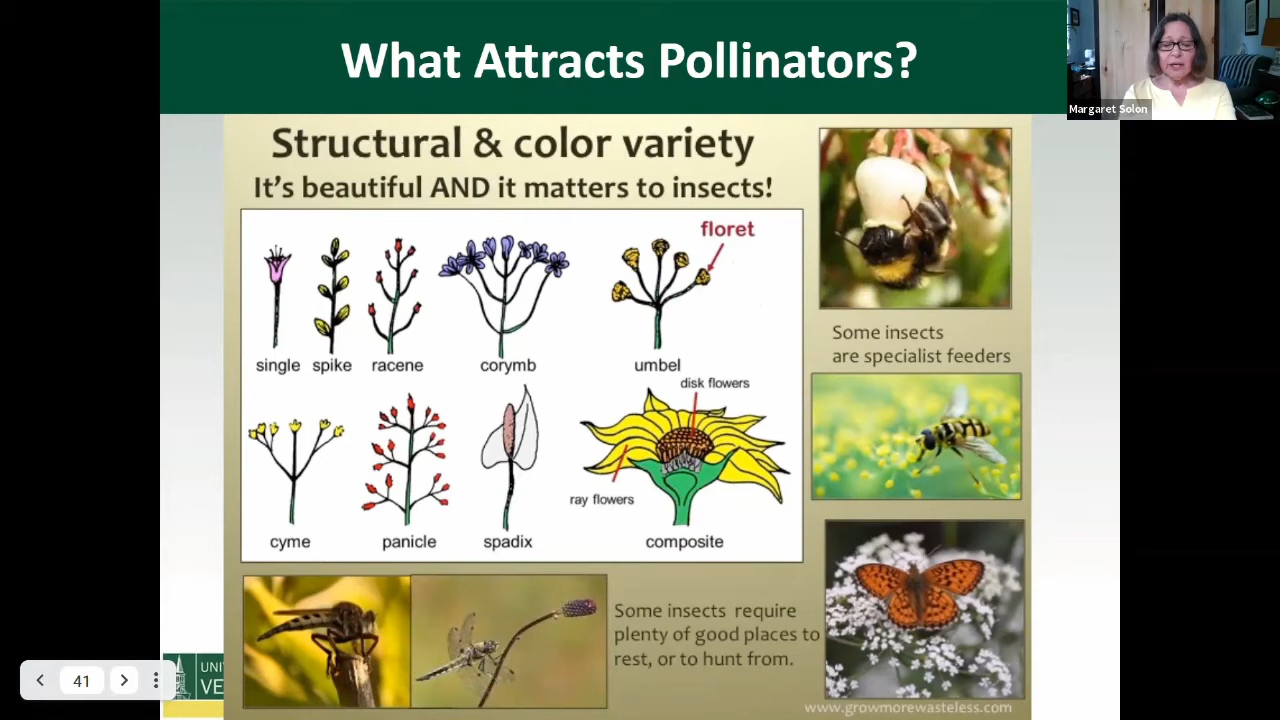 What Attracts Pollinators?
Margaret Solon
Structural & color variety
It's beautiful AND it matters to insects!
floret
single spike racene corymb umbel
disk flowers
ray flowers
cyme panicle spadix composite
Some insects
are specialist feeders
Some insects require
plenty of good places to
rest, or to hunt from.
www.growmorewasteless.com
41
UNI
VE